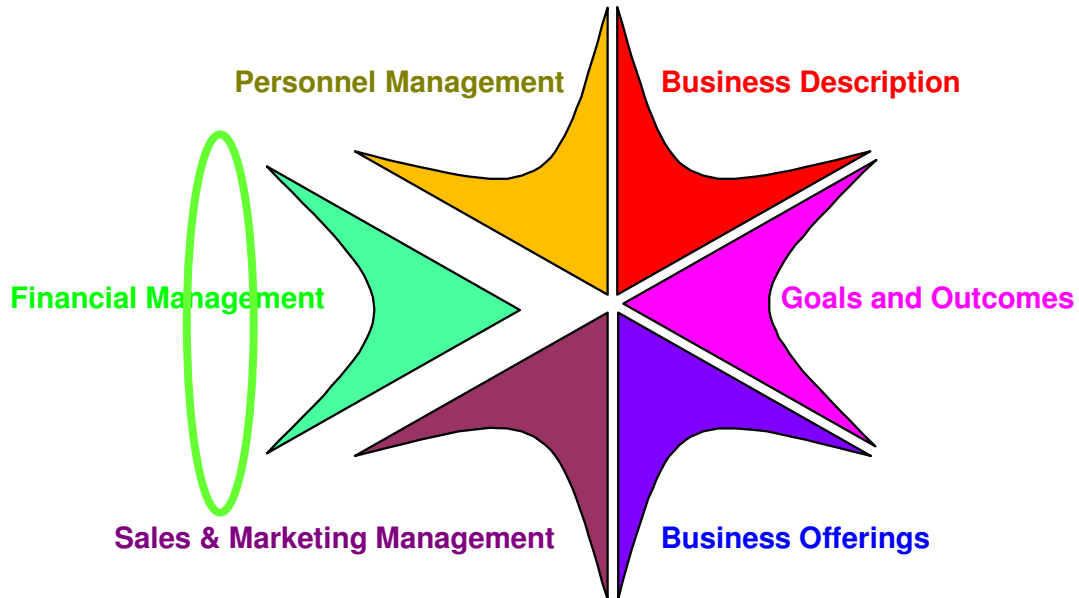 Personnel Management
Business Description
Financial Management
Goals and Outcomes
Sales & Marketing Management
Business Offerings